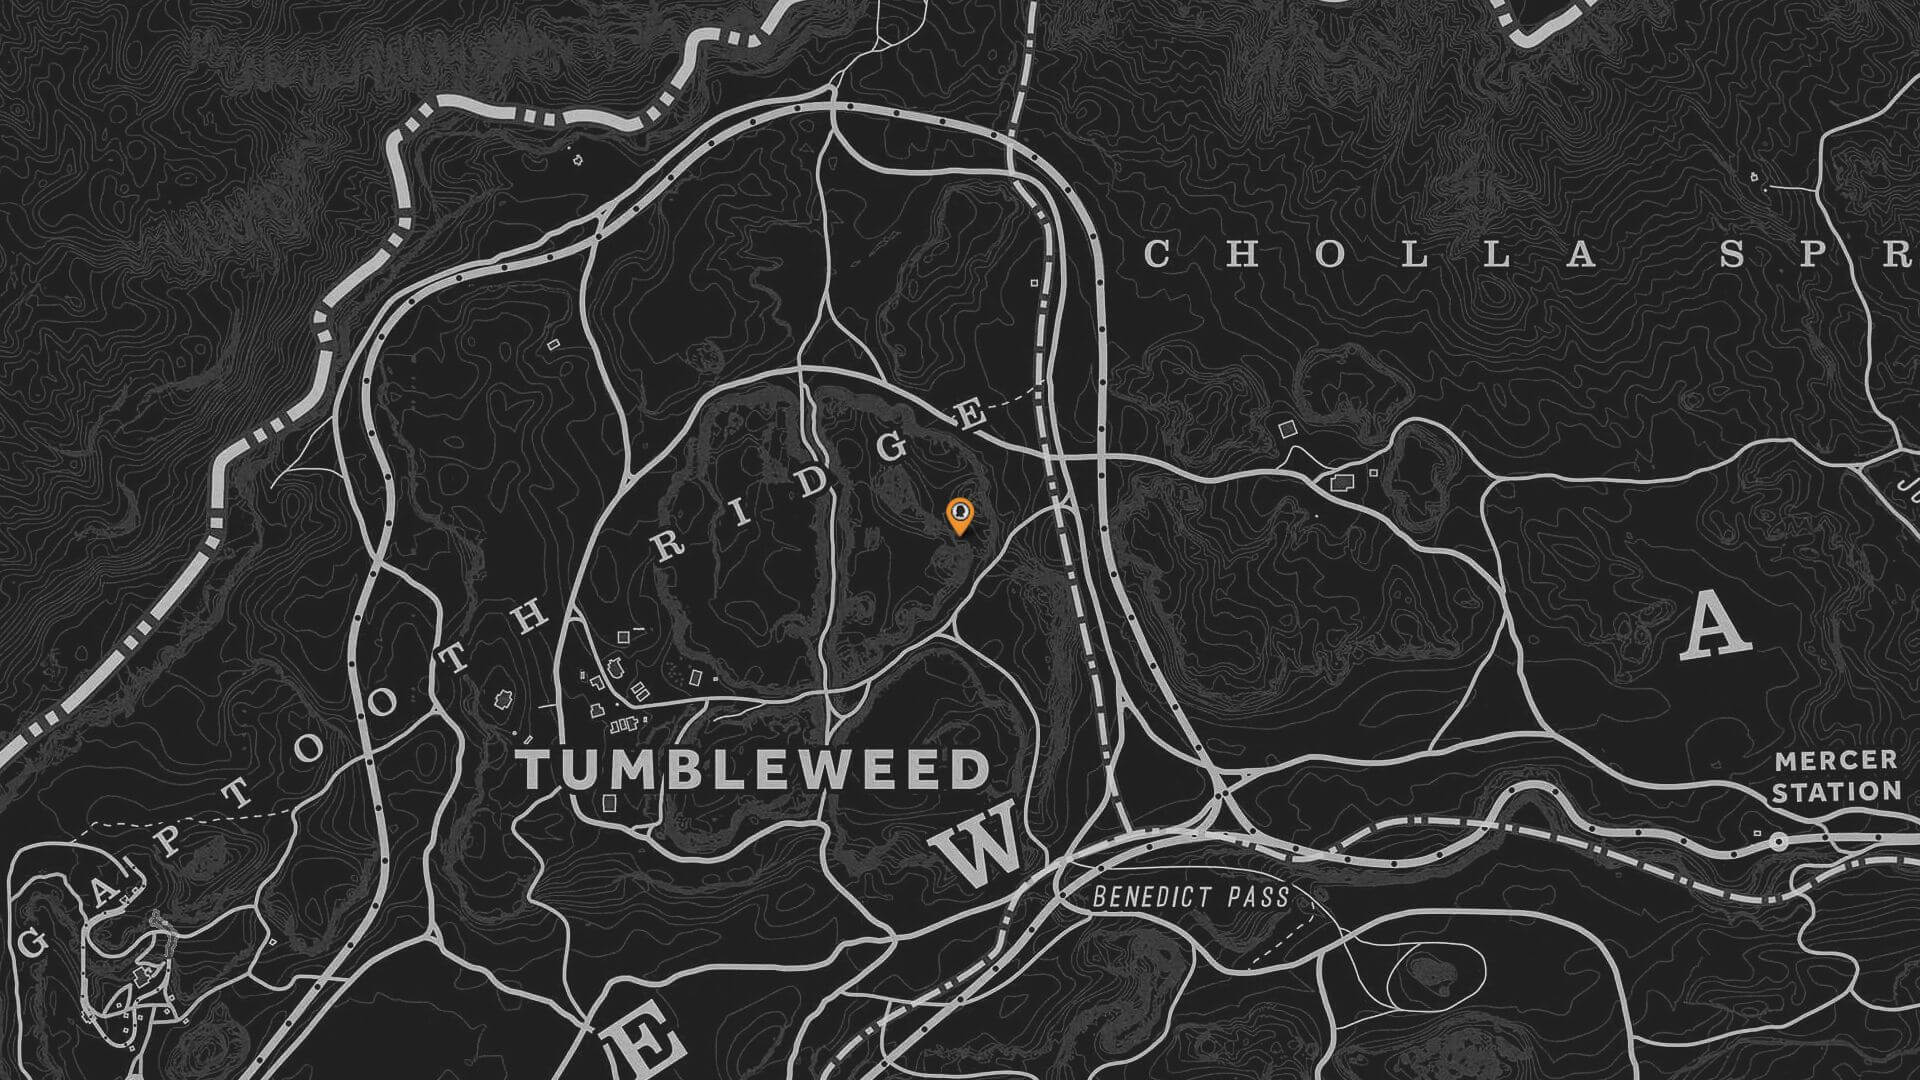 CHOLLA SPR
GAPTOOTH RIDGE
A
TUMBLEWEED
MERCER
STATION
W
BENEDICT PASS
E